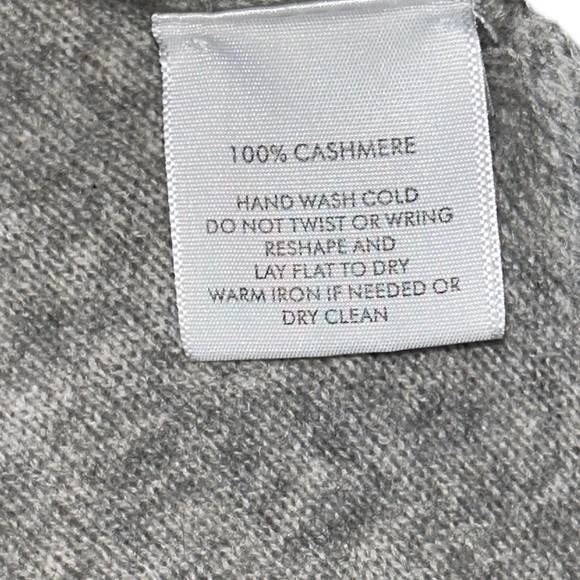 100% CASHMERE
HAND WASH COLD
DO NOT TWIST OR WRING
RESHAPE AND
LAY FLAT TO DRY
WARM IRON IF NEEDED OR
DRY CLEAN